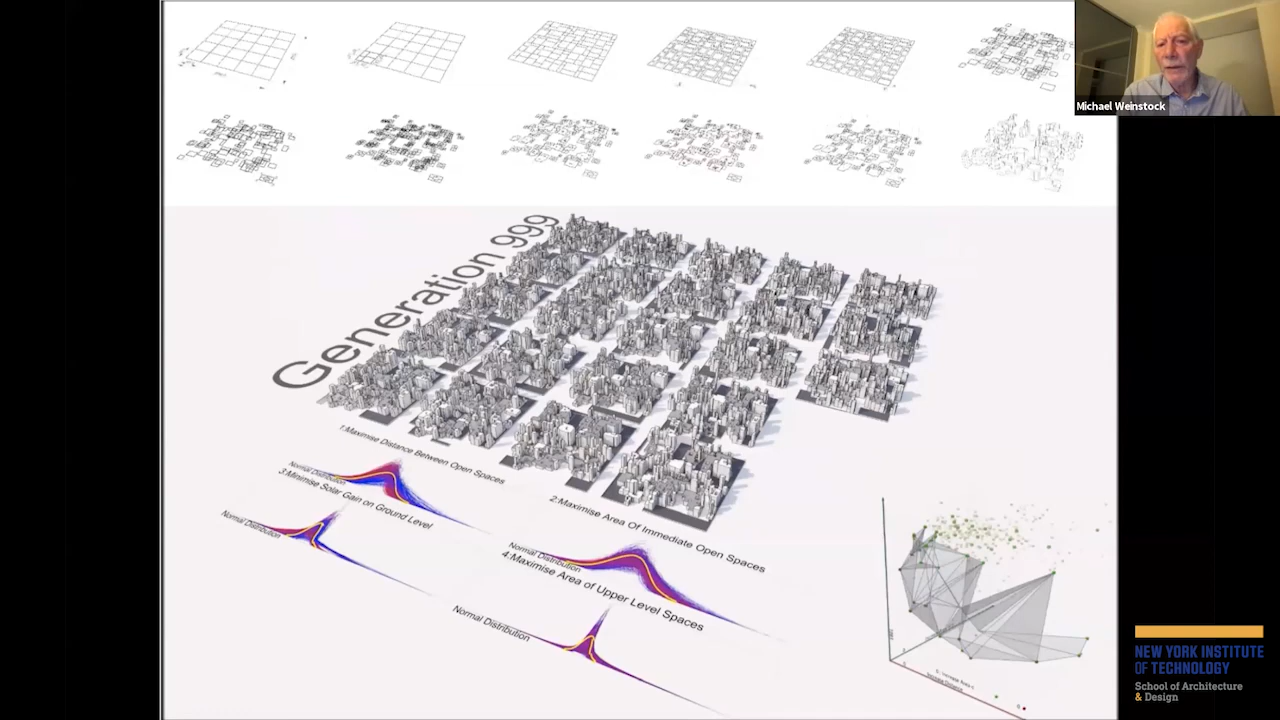 Michael Weinstock
Generation 999
1:Maximise Distance Between Open Spaces
Normal Distribution
3:Minimise Solar Gain on Ground Level
Normal Distribution
2:Maximise Area Of Immediate Open Spaces
Normal Distribution
4:Maximise Area of Upper Level Spaces
Normal Distribution
NEW YORK INSTITUTE
OF TECHNOLOGY
School of Architecture
& Design